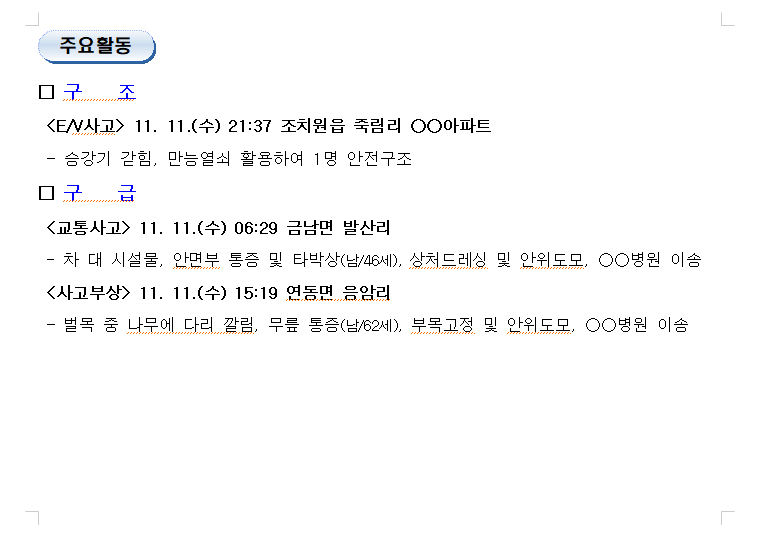 주요활동
□ 구 조
<E/V사고> 11. 11.(수) 21:37 조치원읍 죽림리 ○○아파트
- 승강기 갇힘, 만능열쇠 활용하여 1명 안전구조
□ 구 급
<교통사고> 11. 11.(수) 06:29 금남면 발산리
- 차 대 시설물, 안면부 통증 및 타박상(남/46세), 상처드레싱 및 안위도모, ○○병원 이송
<사고부상> 11. 11.(수) 15:19 연동면 응암리
- 벌목 중 나무에 다리 깔림, 무릎 통증(남/62세), 부목고정 및 안위도모, ○○병원 이송